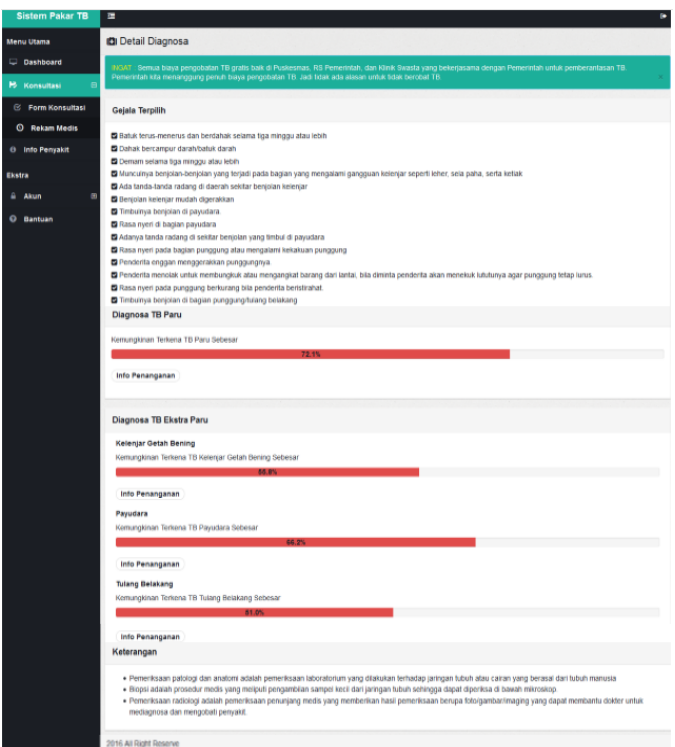 Sistem Pakar TB
Menu Utama
Dashboard
Konsultasi
Form Konsultasi
Rekam Medis
Info Penyakit
Ekstra
Akun
Bantuan
Detail Diagnosa
INGAT : Semua biaya pengobatan TB gratis baik di Puskesmas, RS Pemerintah, dan Klinik Swasta yang bekerjasama dengan Pemerintah untuk pemberantasan TB.
Pemerintah kita menanggung penuh biaya pengobatan TB. Jadi tidak ada alasan untuk tidak berobat TB.
Gejala Terpilih
Batuk terus-menerus dan berdahak selama tiga minggu atau lebih
Dahak bercampur darah/batuk darah
Demam selama tiga minggu atau lebih
Munculnya benjolan-benjolan yang terjadi pada bagian yang mengalami gangguan kelenjar seperti leher, sela paha, serta ketiak
Ada tanda-tanda radang di daerah sekitar benjolan kelenjar
Benjolan kelenjar mudah digerakkan
Timbulnya benjolan di payudara.
Rasa nyeri di bagian payudara
Adanya tanda radang di sekitar benjolan yang timbul di payudara
Rasa nyeri pada bagian punggung atau mengalami kekakuan punggung
Penderita enggan menggerakkan punggungnya.
Penderita menolak untuk membungkuk atau mengangkat barang dari lantai, bila diminta penderita akan menekuk lututunya agar punggung tetap lurus.
Rasa nyeri pada punggung berkurang bila penderita beristirahat.
Timbulnya benjolan di bagian punggung/tulang belakang
Diagnosa TB Paru
Kemungkinan Terkena TB Paru Sebesar
72.1%
Info Penanganan
Diagnosa TB Ekstra Paru
Kelenjar Getah Bening
Kemungkinan Terkena TB Kelenjar Getah Bening Sebesar
Info Penanganan
Payudara
Kemungkinan Terkena TB Payudara Sebesar
66.2%
Info Penanganan
Tulang Belakang
Kemungkinan Terkena TB Tulang Belakang Sebesar
51.0%
Info Penanganan
Keterangan
Pemeriksaan patologi dan anatomi adalah pemeriksaan laboratorium yang dilakukan terhadap jaringan tubuh atau cairan yang berasal dari tubuh manusia
Biopsi adalah prosedur medis yang meliputi pengambilan sampel kecil dari jaringan tubuh sehingga dapat diperiksa di bawah mikroskop.
Pemeriksaan radiologi adalah pemeriksaan penunjang medis yang memberikan hasil pemeriksaan berupa foto/gambar/imaging yang dapat membantu dokter untuk
mediagnosa dan mengobati penyakit.
2016 All Right Reserve